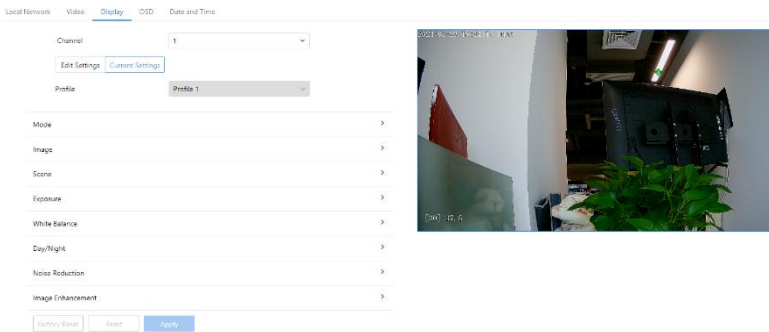 Local Network Video Display OSD Date and Time
Channel 1
Edit Settings Current Settings
Profile Profile 1
Mode
Image
Scene
Exposure
White Balance
Day/Night
Noise Reduction
Image Enhancement
Factory Reset Reset Apply